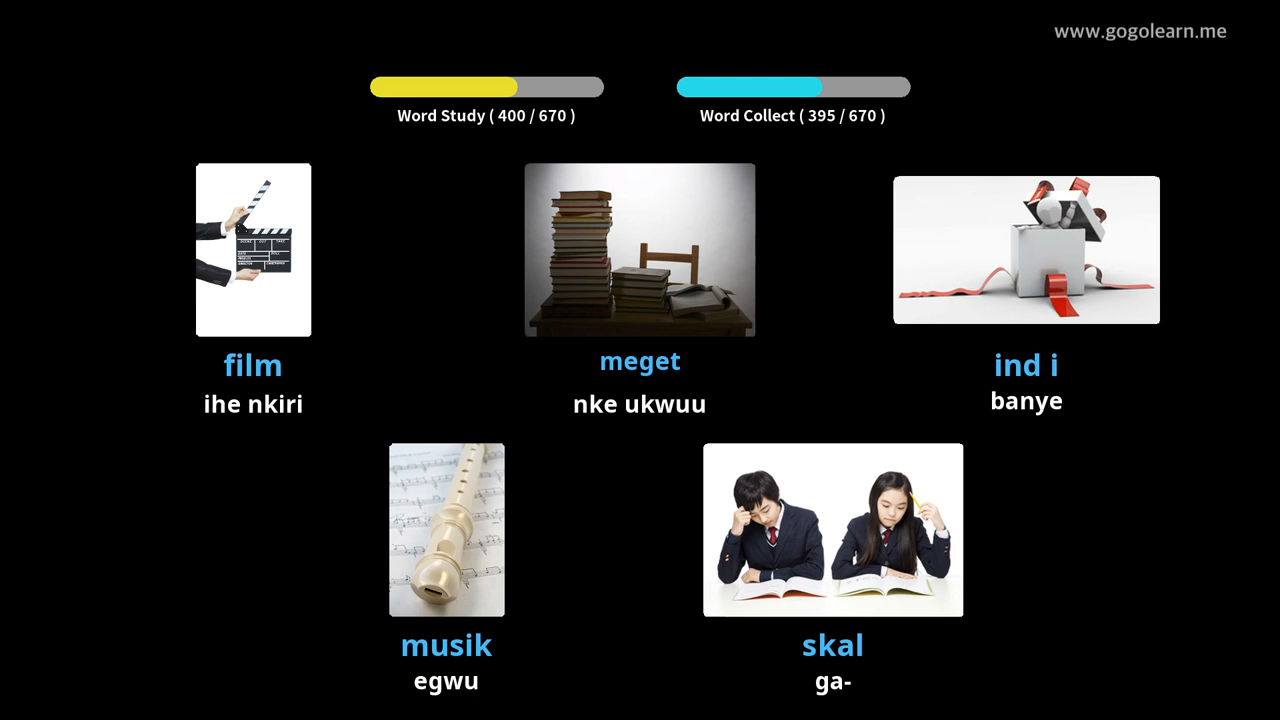 www.gogolearn.me
Word Study ( 400 / 670 )
Word Collect ( 395 / 670 )
film
ihe nkiri
meget
nke ukwuu
ind i
banye
musik
egwu
skal
ga-